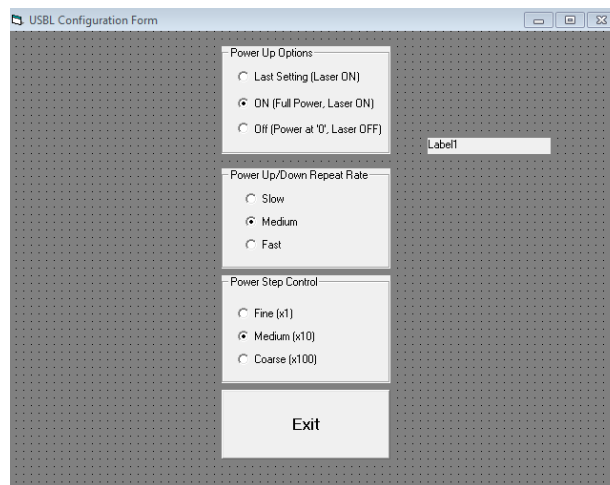 USBL Configuration Form
Power Up Options
Last Setting (Laser ON)
ON (Full Power, Laser ON)
Off (Power at '0', Laser OFF)
Label1
Power Up/Down Repeat Rate
Slow
Medium
Fast
Power Step Control
Fine (x1)
Medium (x10)
Coarse (x100)
Exit